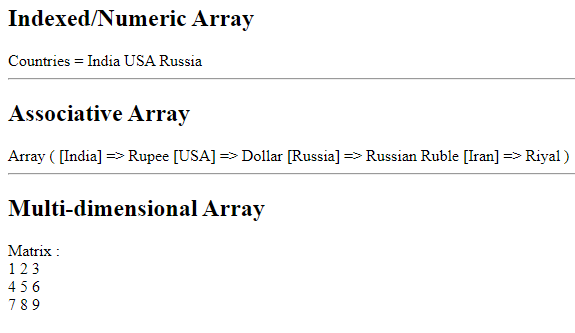 Indexed/Numeric Array
Countries = India USA Russia
Associative Array
Array ( [India] => Rupee [USA] => Dollar [Russia] => Russian Ruble [Iran] => Riyal )
Multi-dimensional Array
Matrix :
1 2 3
4 5 6
7 8 9